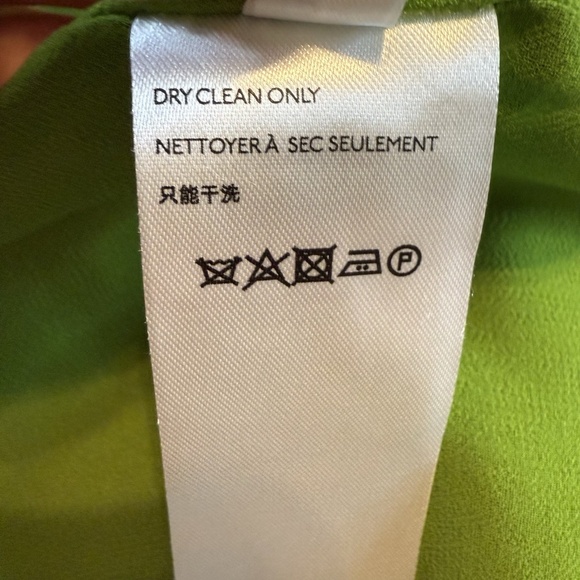 DRY CLEAN ONLY
NETTOYER À SEC SEULEMENT
只能干洗
P